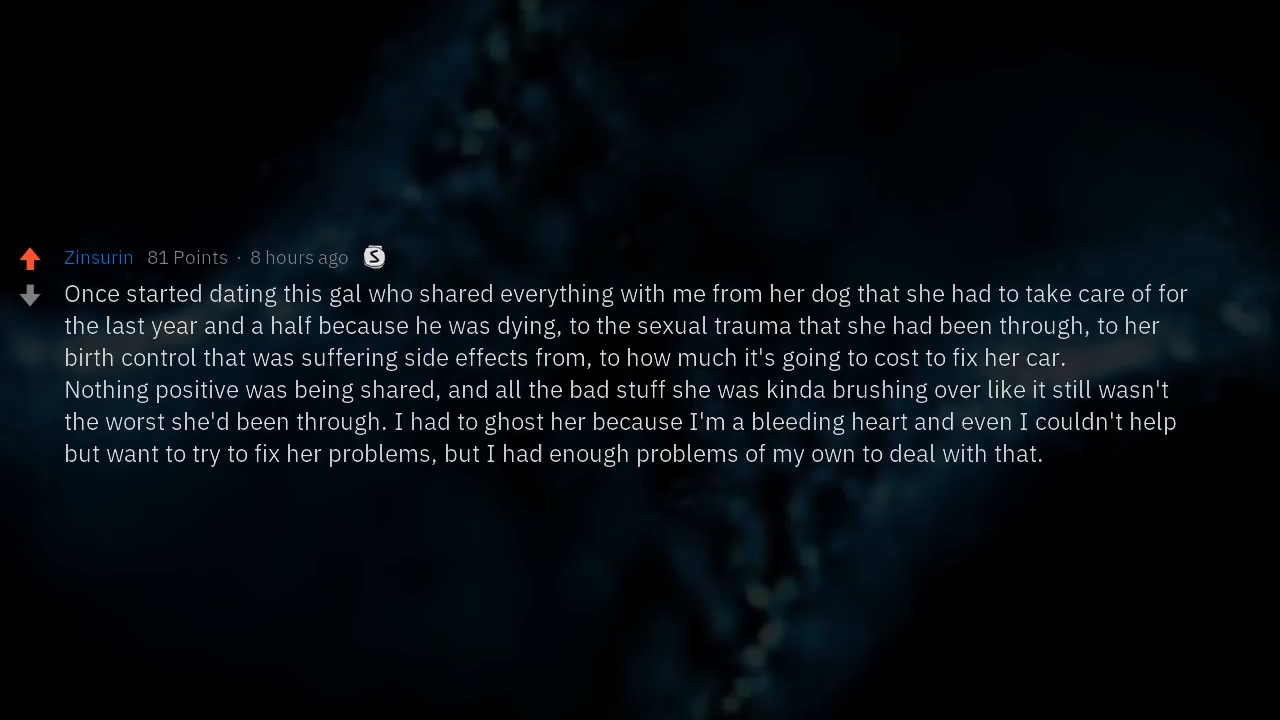 Zinsurin 81 Points · 8 hours ago S
Once started dating this gal who shared everything with me from her dog that she had to take care of for
the last year and a half because he was dying, to the sexual trauma that she had been through, to her
birth control that was suffering side effects from, to how much it's going to cost to fix her car.
Nothing positive was being shared, and all the bad stuff she was kinda brushing over like it still wasn't
the worst she'd been through. I had to ghost her because I'm a bleeding heart and even I couldn't help
but want to try to fix her problems, but I had enough problems of my own to deal with that.